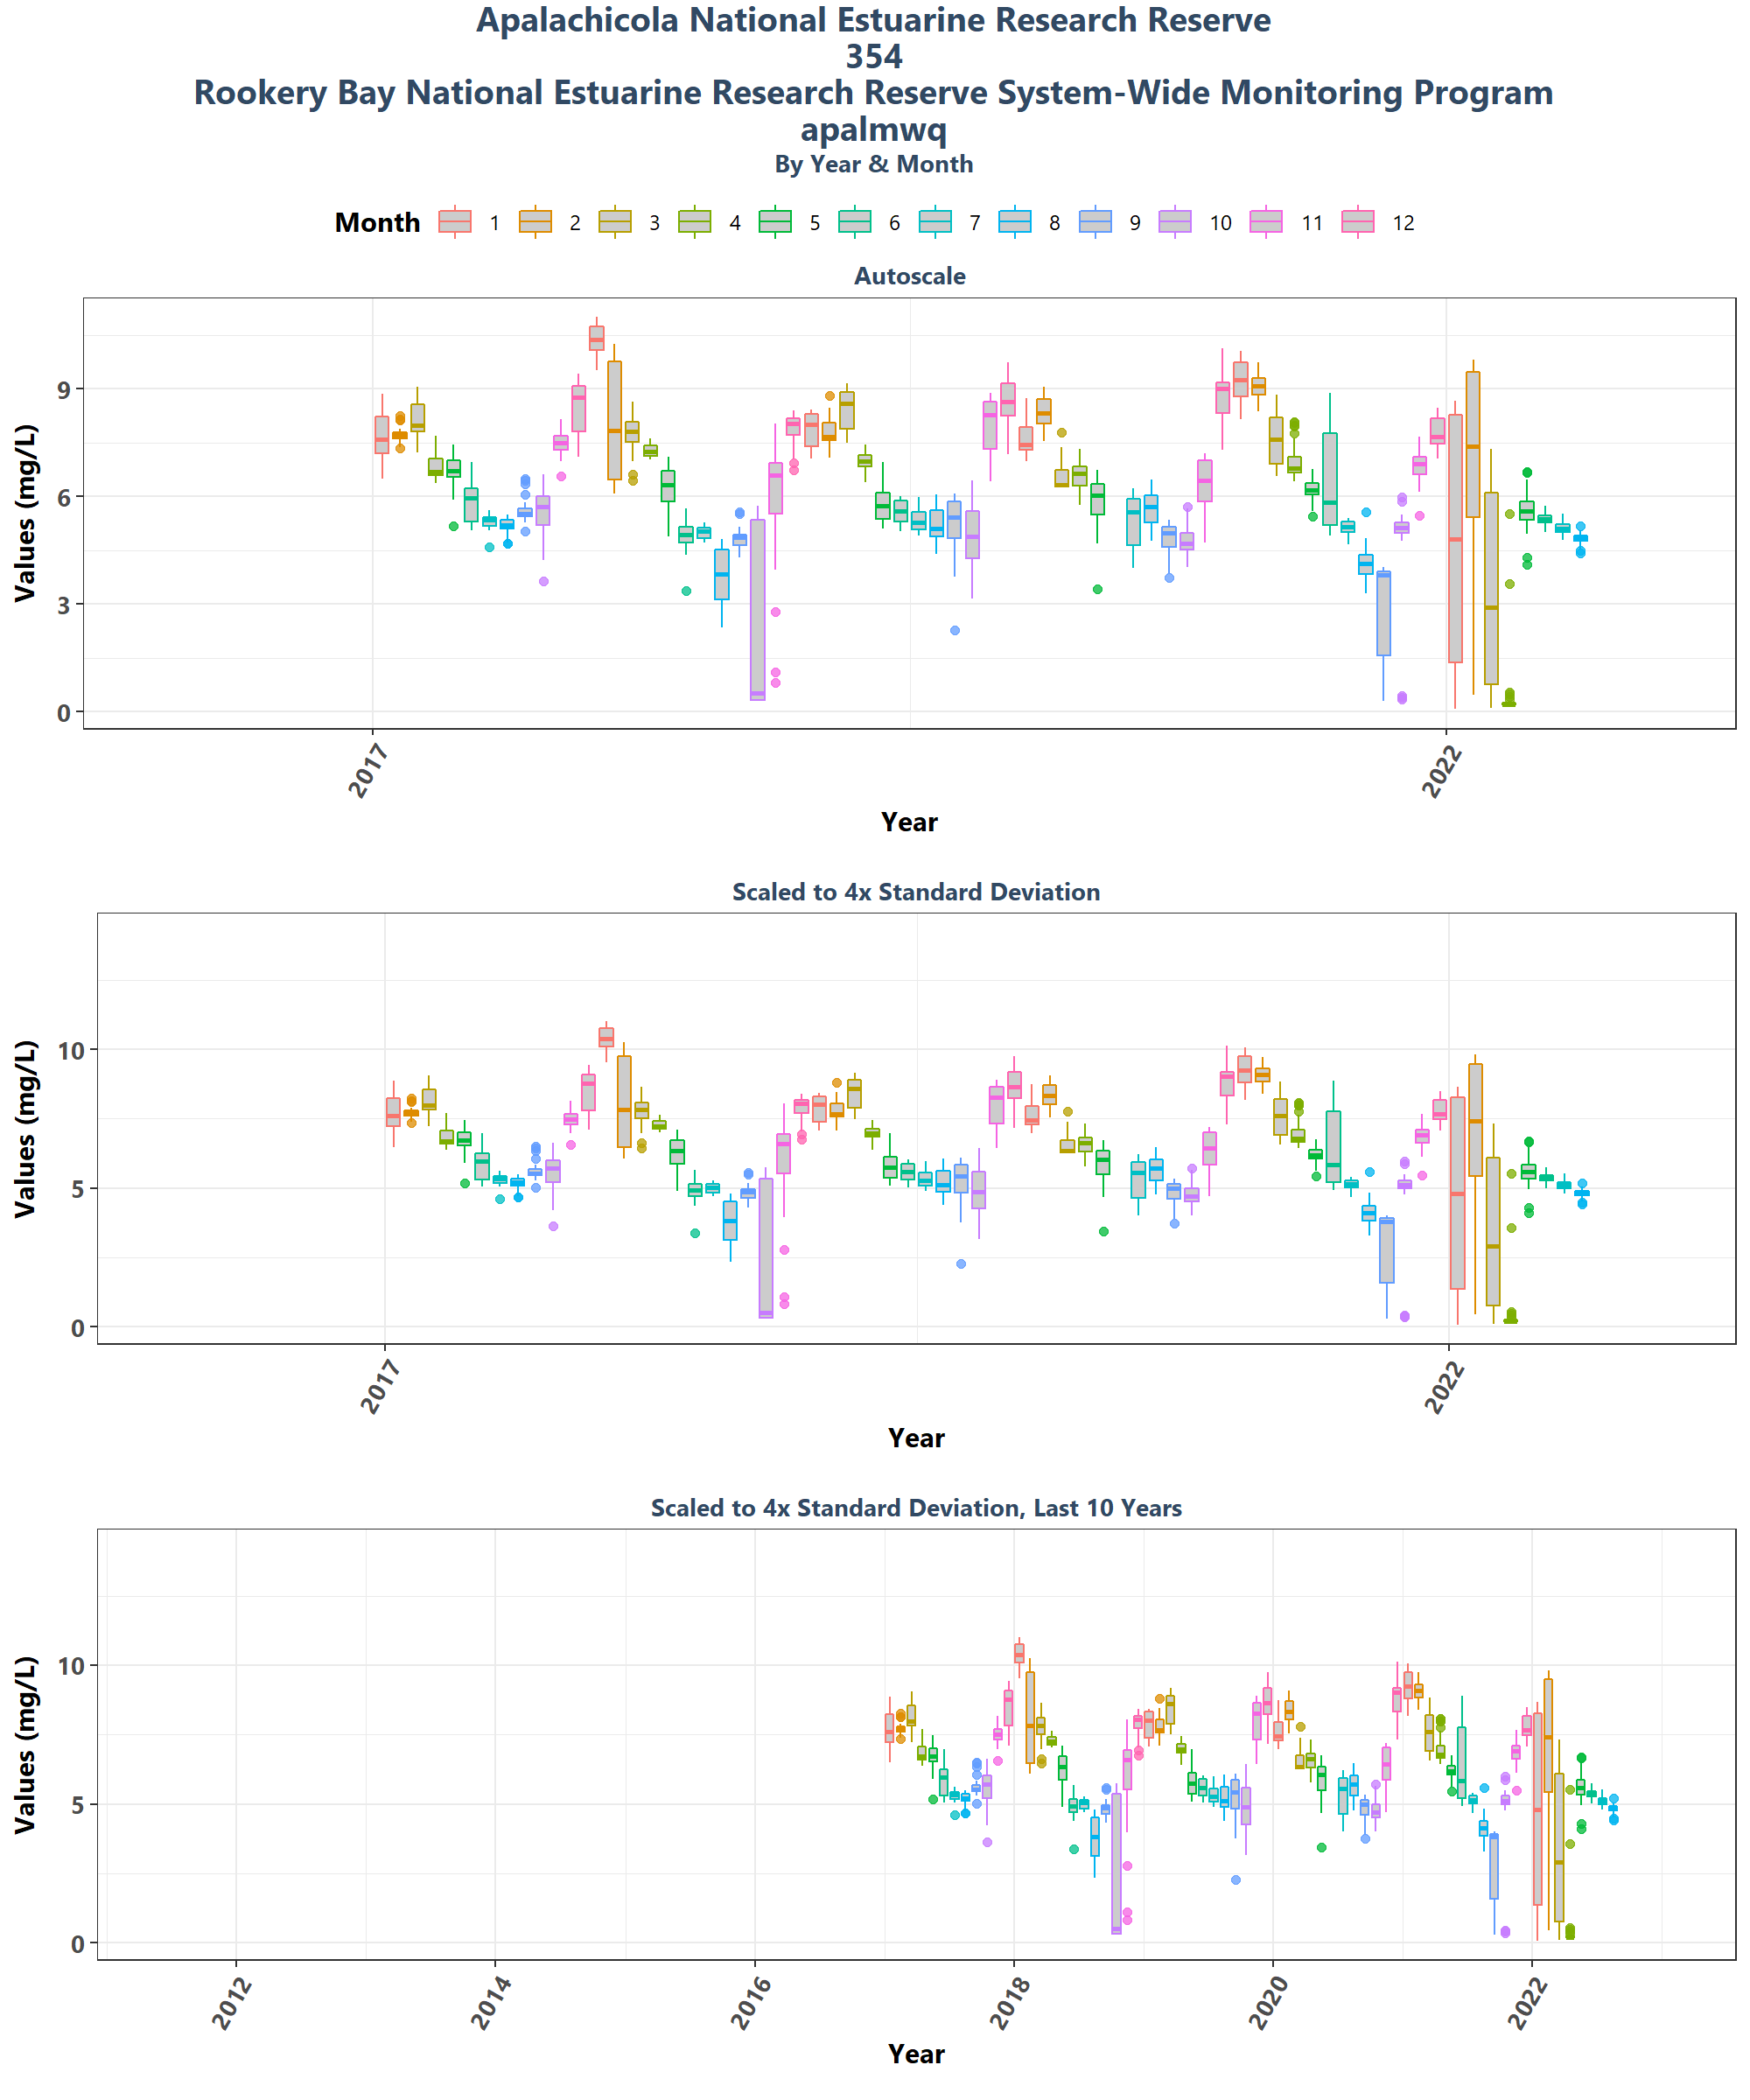 Apalachicola National Estuarine Research Reserve
354
Rookery Bay National Estuarine Research Reserve System-Wide Monitoring Program
apalmwq
By Year & Month
Month 1 2 3 4 5 6 7 8 9 10 11 12
Autoscale
Values (mg/L)
9
6
3
0
2017 2022
Year
Scaled to 4x Standard Deviation
Values (mg/L)
10
5
0
2017 2022
Year
Scaled to 4x Standard Deviation, Last 10 Years
Values (mg/L)
10
5
0
2012 2014 2016 2018 2020 2022
Year